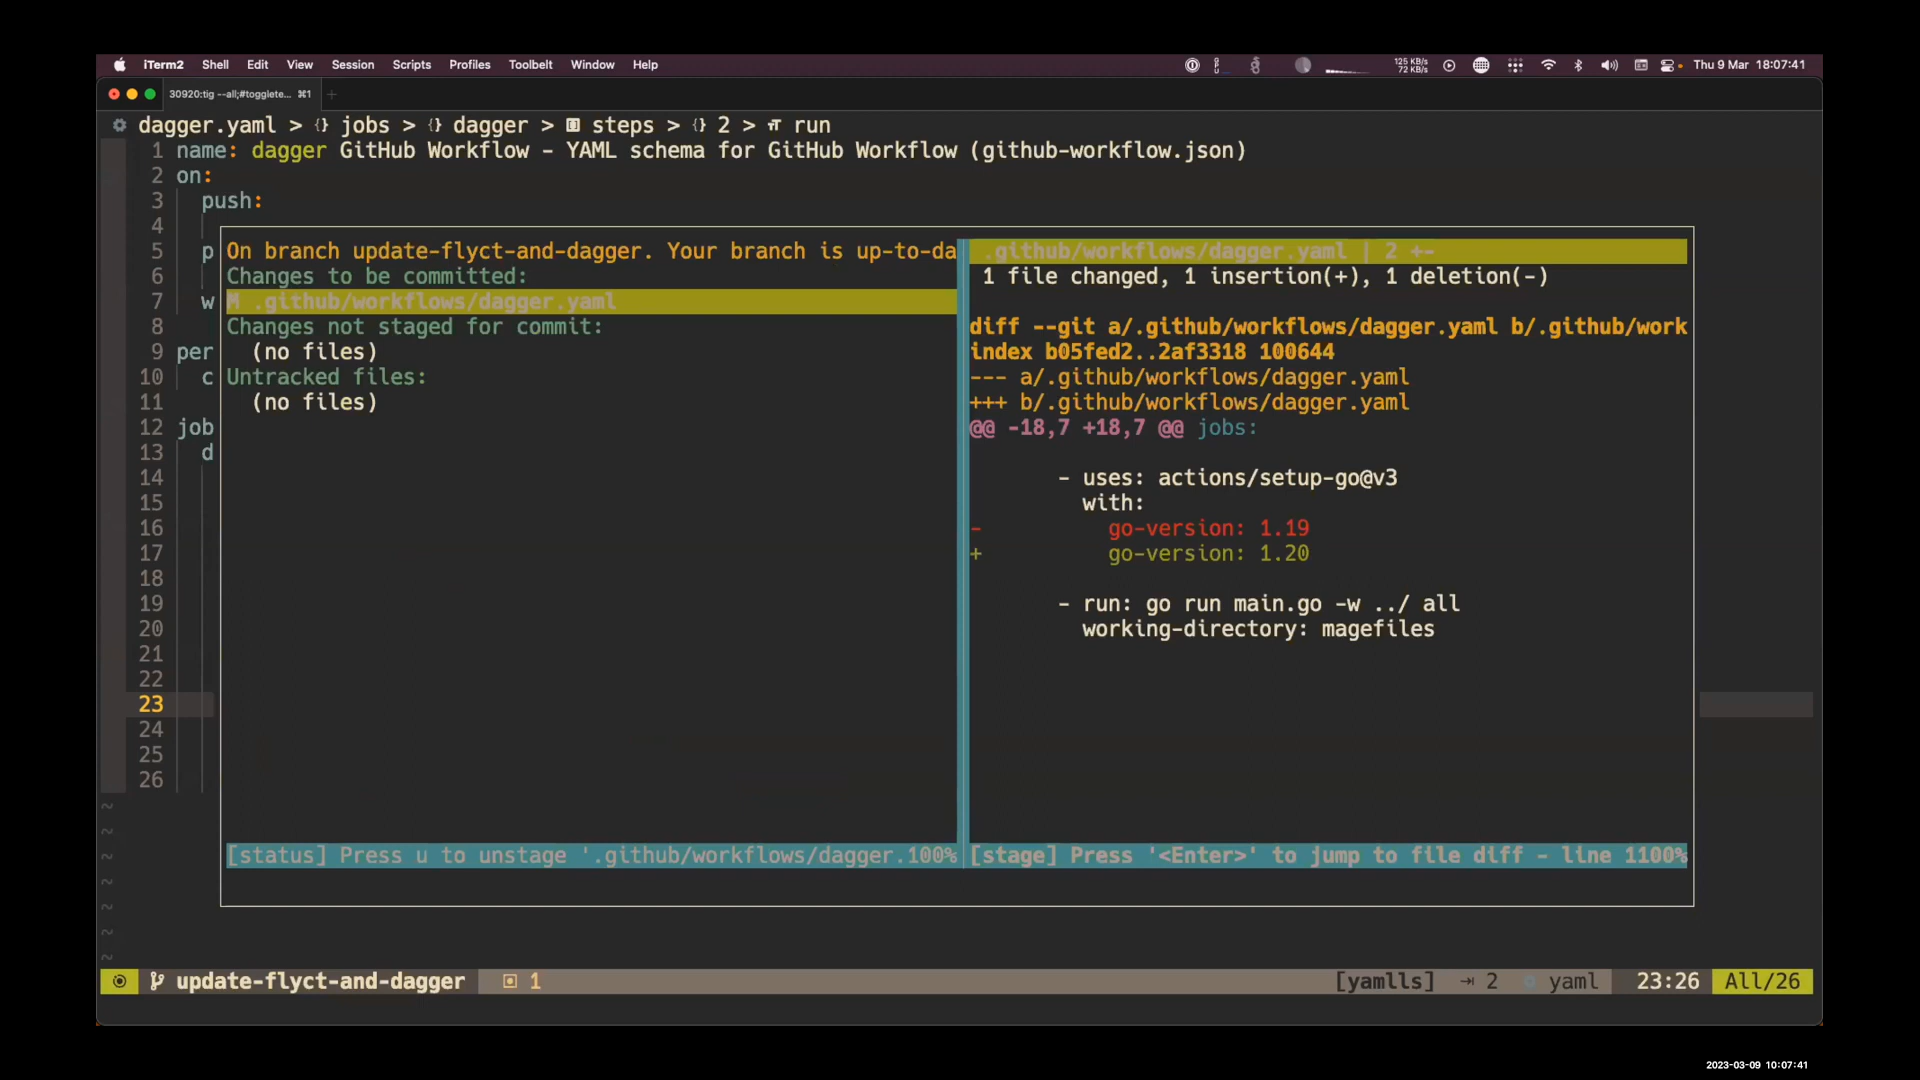 iTerm2 Shell Edit View Session Scripts Profiles Toolbelt Window Help 125 KB/s 72 KB/s Thu 9 Mar 18:07:41
30920:tig --all;#togglete... ⌘1 +
dagger.yaml > {} jobs > {} dagger > steps > {} 2 > run
1 name: dagger GitHub Workflow - YAML schema for GitHub Workflow (github-workflow.json)
2 on:
3 push:
4
5 p
6
7 w
8
9 per
10 c
11
12 job
13 d
14
15
16
17
18
19
20
21
22
23
24
25
26
~
~
~
~
~
~
~
On branch update-flyct-and-dagger. Your branch is up-to-da
Changes to be committed:
M .github/workflows/dagger.yaml
Changes not staged for commit:
(no files)
Untracked files:
(no files)
[status] Press u to unstage '.github/workflows/dagger.100%
.github/workflows/dagger.yaml | 2 +-
1 file changed, 1 insertion(+), 1 deletion(-)
diff --git a/.github/workflows/dagger.yaml b/.github/work
index b05fed2..2af3318 100644
--- a/.github/workflows/dagger.yaml
+++ b/.github/workflows/dagger.yaml
@@ -18,7 +18,7 @@ jobs:
- uses: actions/setup-go@v3
with:
- go-version: 1.19
+ go-version: 1.20
- run: go run main.go -w ../ all
working-directory: magefiles
[stage] Press '<Enter>' to jump to file diff - line 1100%
update-flyct-and-dagger 1 [yamlls] ⇥ 2 yaml 23:26 All/26
2023-03-09 10:07:41